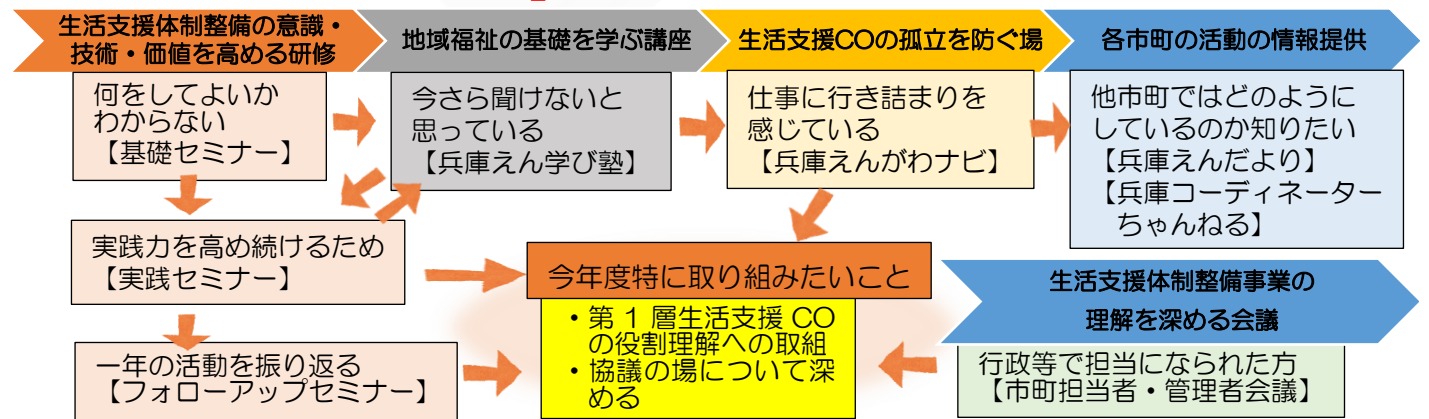 生活支援体制整備の意識・
技術・価値を高める研修
地域福祉の基礎を学ぶ講座
生活支援COの孤立を防ぐ場
各市町の活動の情報提供
何をしてよいか
わからない
【基礎セミナー】
今さら聞けないと
思っている
【兵庫えん学び塾】
仕事に行き詰まりを
感じている
【兵庫えんがわナビ】
他市町ではどのように
しているのか知りたい
【兵庫えんだより】
【兵庫コーディネーター
ちゃんねる】
実践力を高め続けるため
【実践セミナー】
今年度特に取り組みたいこと
・第 1 層生活支援 CO
の役割理解への取組
・協議の場について深
める
生活支援体制整備事業の
理解を深める会議
一年の活動を振り返る
【フォローアップセミナー】
行政等で担当になられた方
【市町担当者・管理者会議】